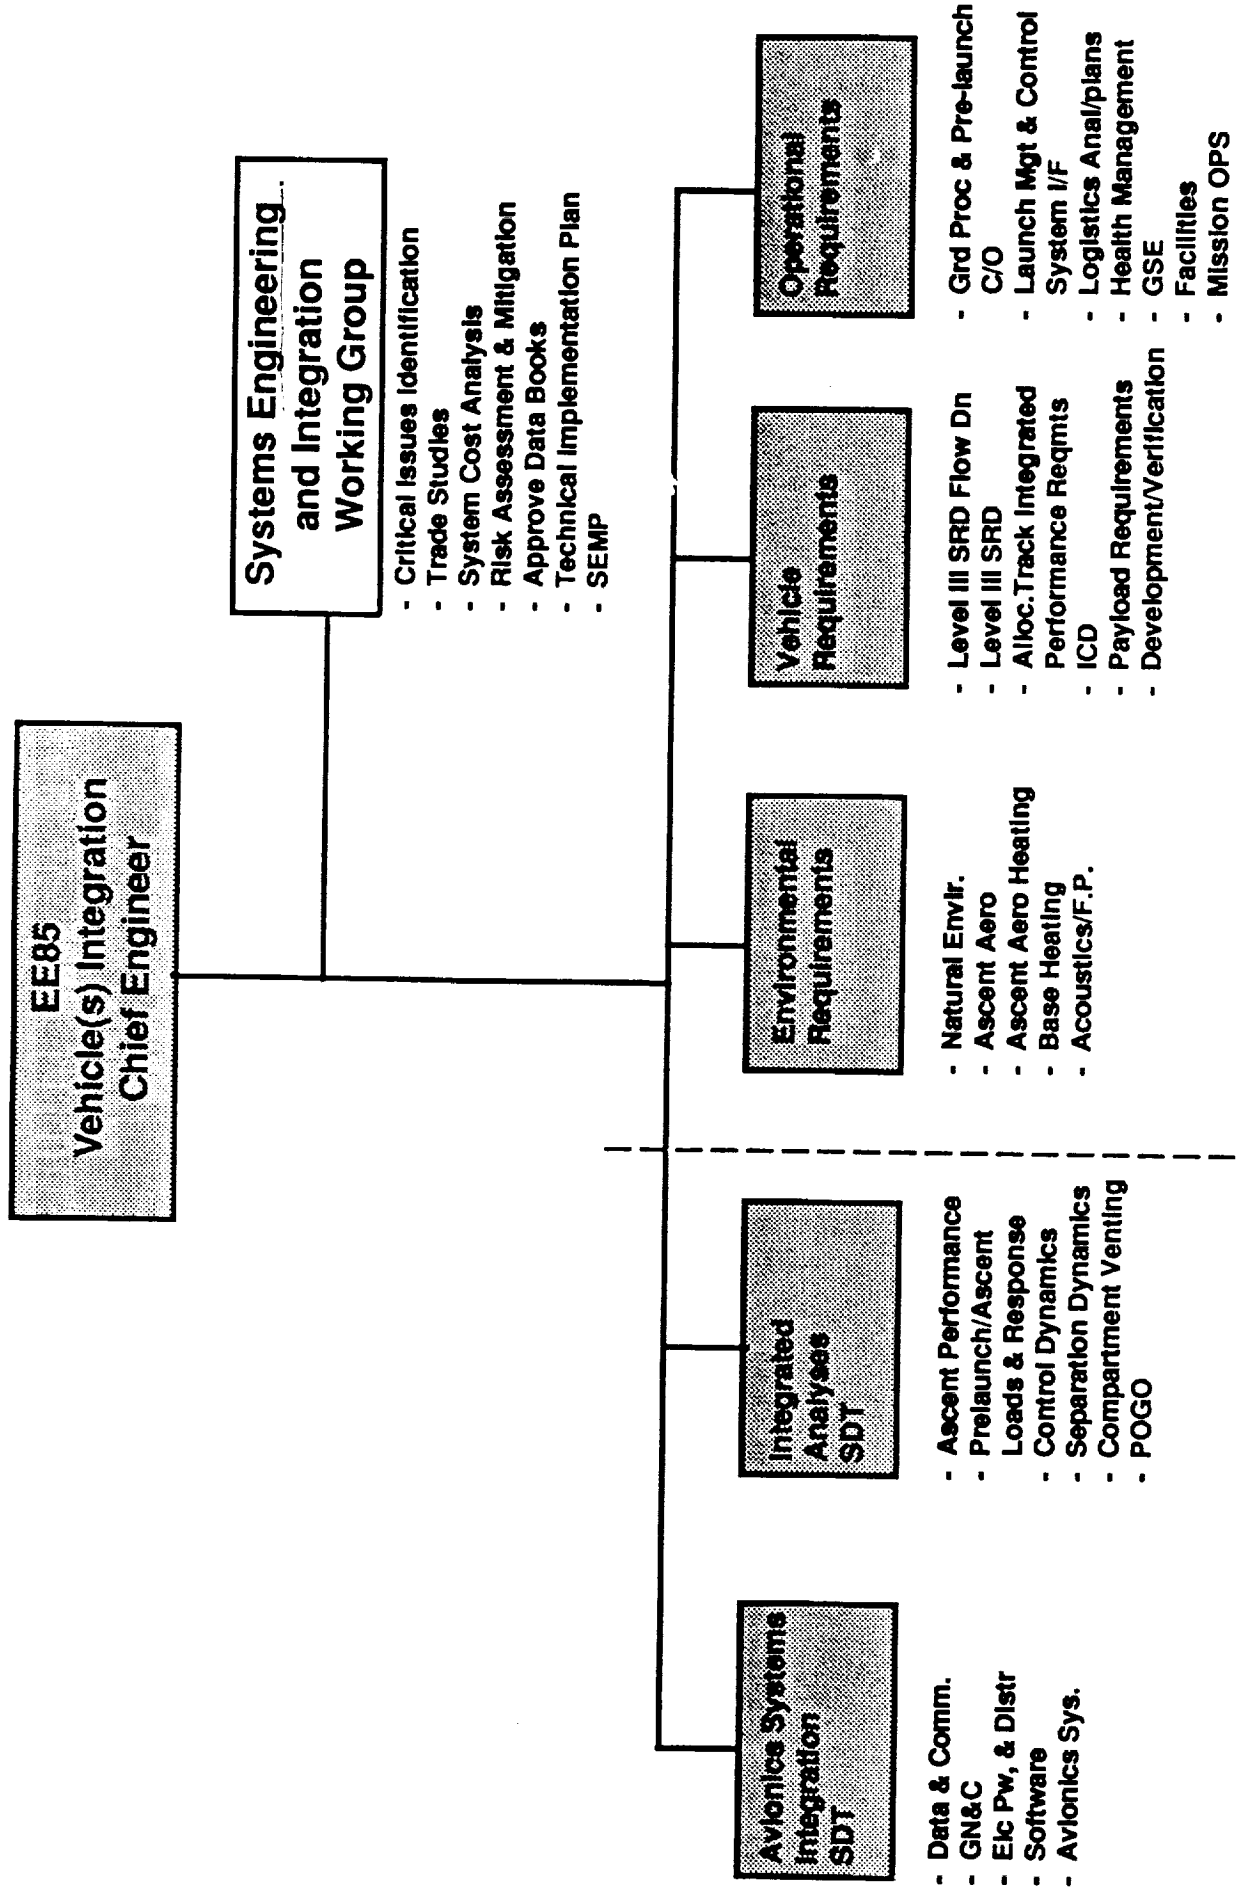 EE85
Vehicle(s) Integration
Chief Engineer
Systems Engineering
and Integration
Working Group
- Critical Issues Identification
- Trade Studies
- System Cost Analysis
- Risk Assessment & Mitigation
- Approve Data Books
- Technical Implementation Plan
- SEMP
Avionics Systems
Integration
SDT
- Data & Comm.
- GN&C
- Elc Pw, & Distr
- Software
- Avionics Sys.
Integrated
Analyses
SDT
- Ascent Performance
- Prelaunch/Ascent
Loads & Response
- Control Dynamics
- Separation Dynamics
- Compartment Venting
- POGO
Environmental
Requirements
- Natural Envir.
- Ascent Aero
- Ascent Aero Heating
- Base Heating
- Acoustics/F.P.
Vehicle
Requirements
- Level III SRD Flow Dn
- Level III SRD
- Alloc.Track Integrated
Performance Reqmts
- ICD
- Payload Requirements
- Development/Verification
Operational
Requirements
- Grd Proc & Pre-launch
C/O
- Launch Mgt & Control
System I/F
- Logistics Anal/plans
- Health Management
- GSE
- Facilities
- Mission OPS